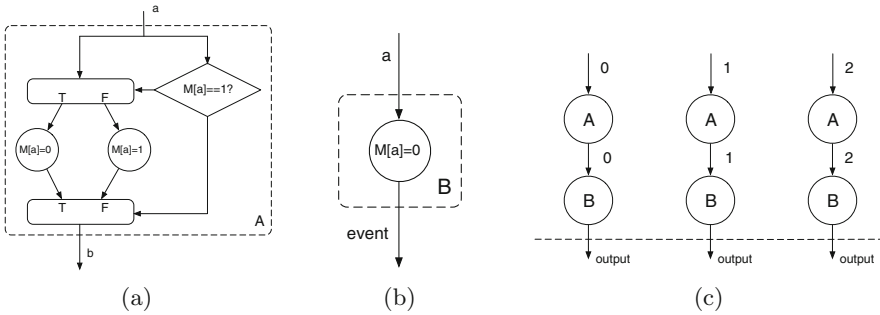 a
T F
M[a]==1?
M[a]=0
M[a]=1
T F
A
b
(a)
a
M[a]=0
B
event
(b)
0 1 2
A A A
0 1 2
B B B
output output output
(c)